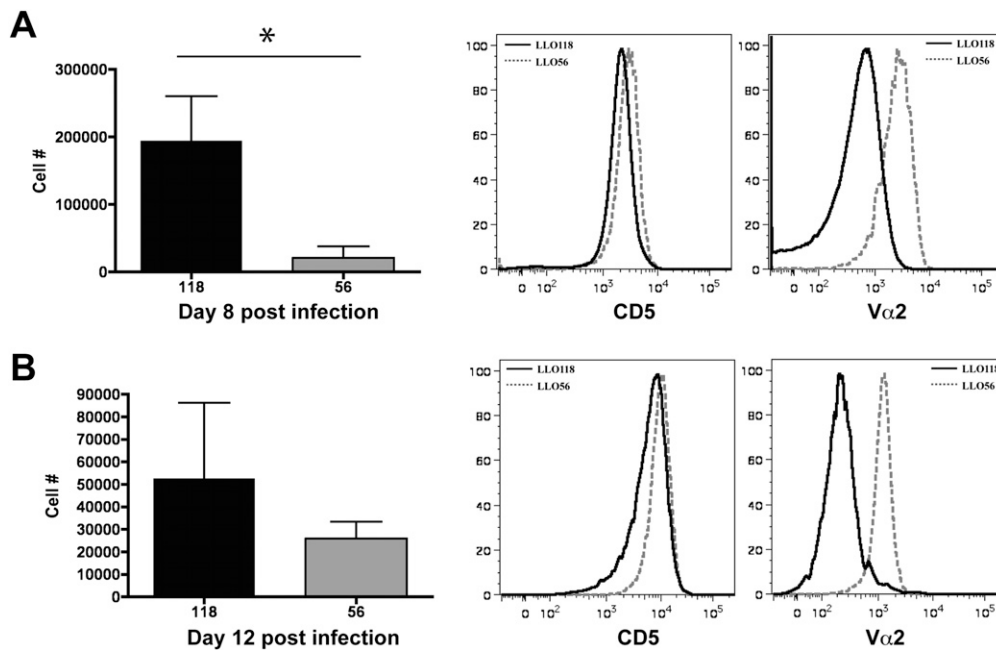 A
*
300000
200000
100000
0
Cell #
118 56
Day 8 post infection
LLO118
LLO56
100
80
60
40
20
0
0 10² 10³ 10⁴ 10⁵
CD5
LLO118
LLO56
100
80
60
40
20
0
0 10² 10³ 10⁴ 10⁵
Vα2
B
90000
80000
70000
60000
50000
40000
30000
20000
10000
0
Cell #
118 56
Day 12 post infection
LLO118
LLO56
100
80
60
40
20
0
0 10² 10³ 10⁴ 10⁵
CD5
LLO118
LLO56
100
80
60
40
20
0
0 10² 10³ 10⁴ 10⁵
Vα2